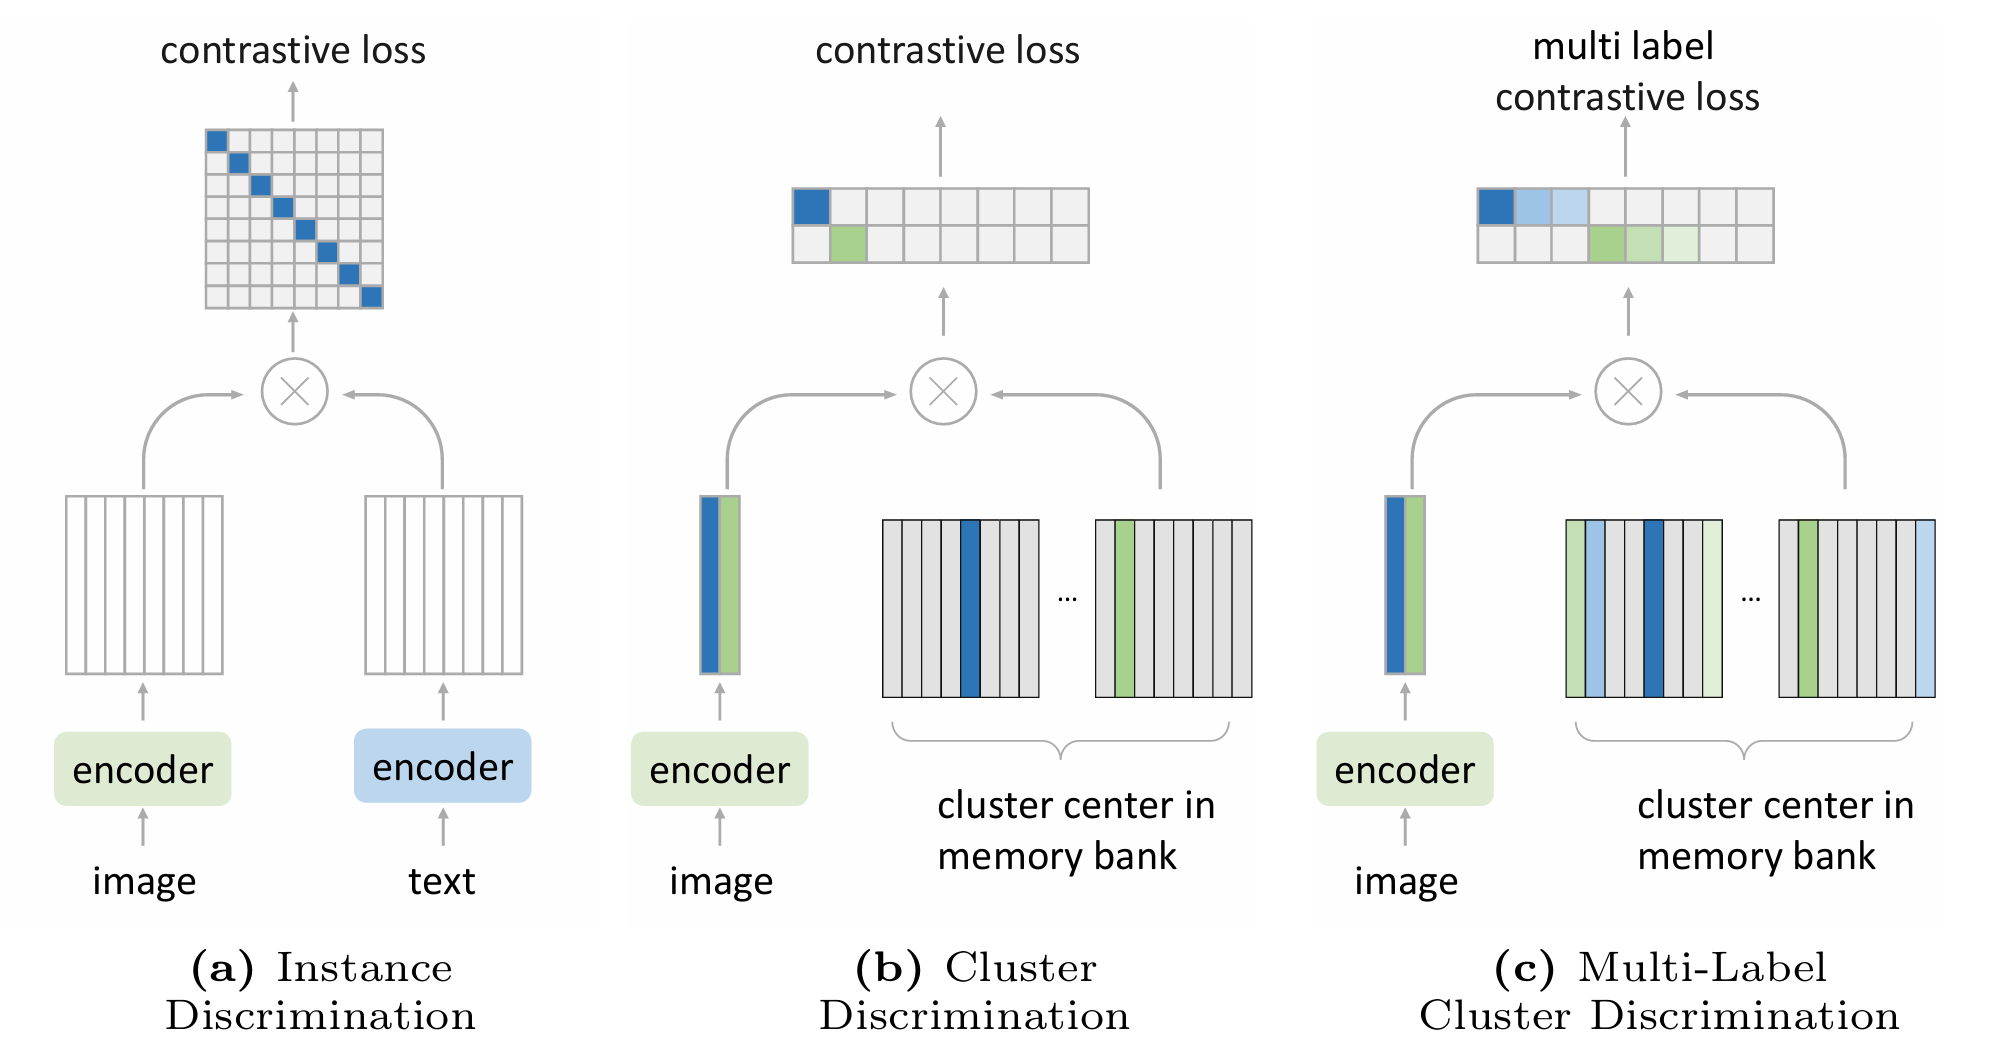 contrastive loss
encoder
encoder
image
text
(a) Instance
Discrimination
contrastive loss
...
encoder
cluster center in
memory bank
image
(b) Cluster
Discrimination
multi label
contrastive loss
...
encoder
cluster center in
memory bank
image
(c) Multi-Label
Cluster Discrimination